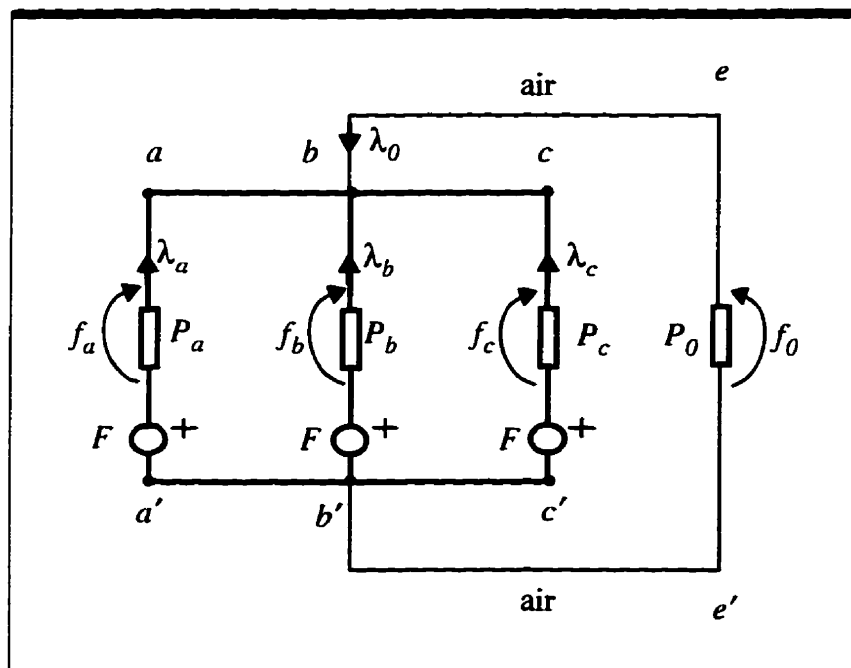 e
air
a b λ0 c
λa λb λc
fa Pa fb Pb fc Pc P0 f0
F + F + F +
a′ b′ c′
air
e′